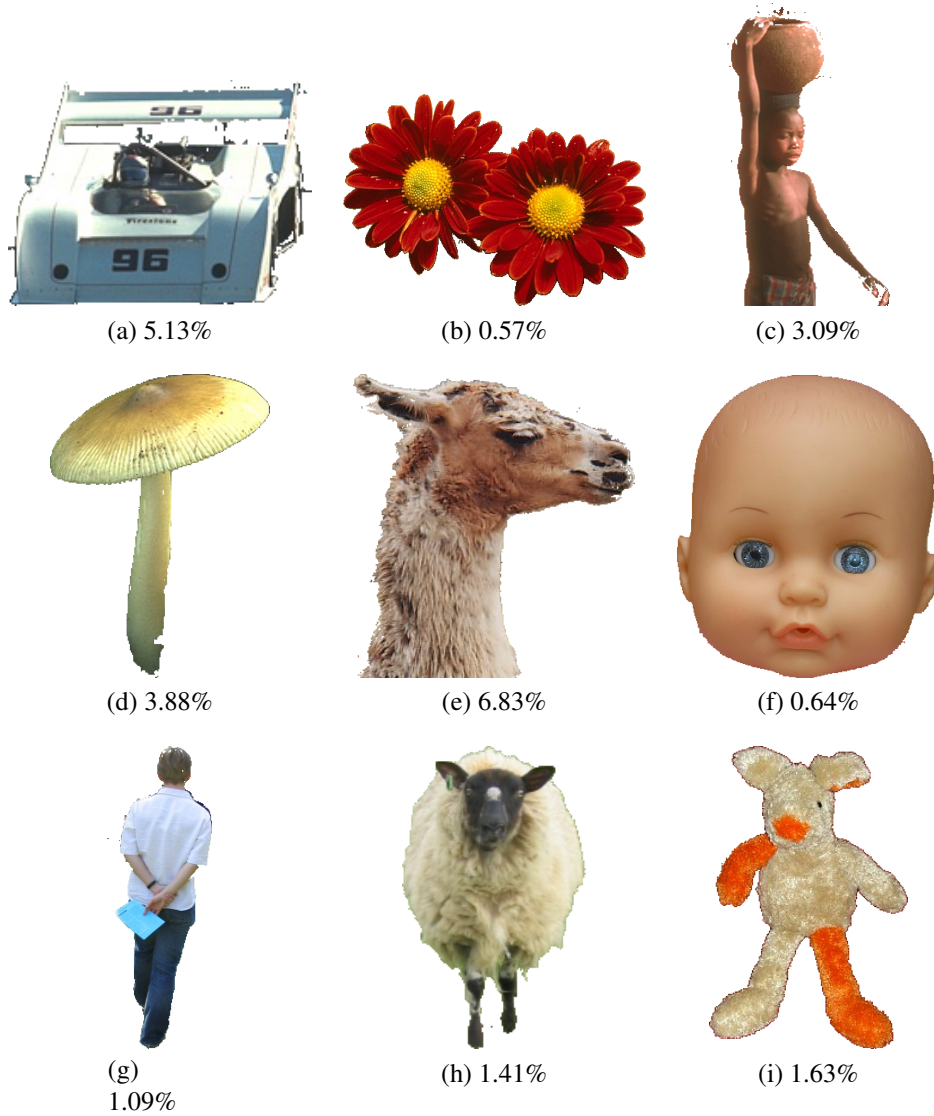 96
Firestone
96
(a) 5.13%
(b) 0.57%
(c) 3.09%
(d) 3.88%
(e) 6.83%
(f) 0.64%
(g)
1.09%
(h) 1.41%
(i) 1.63%